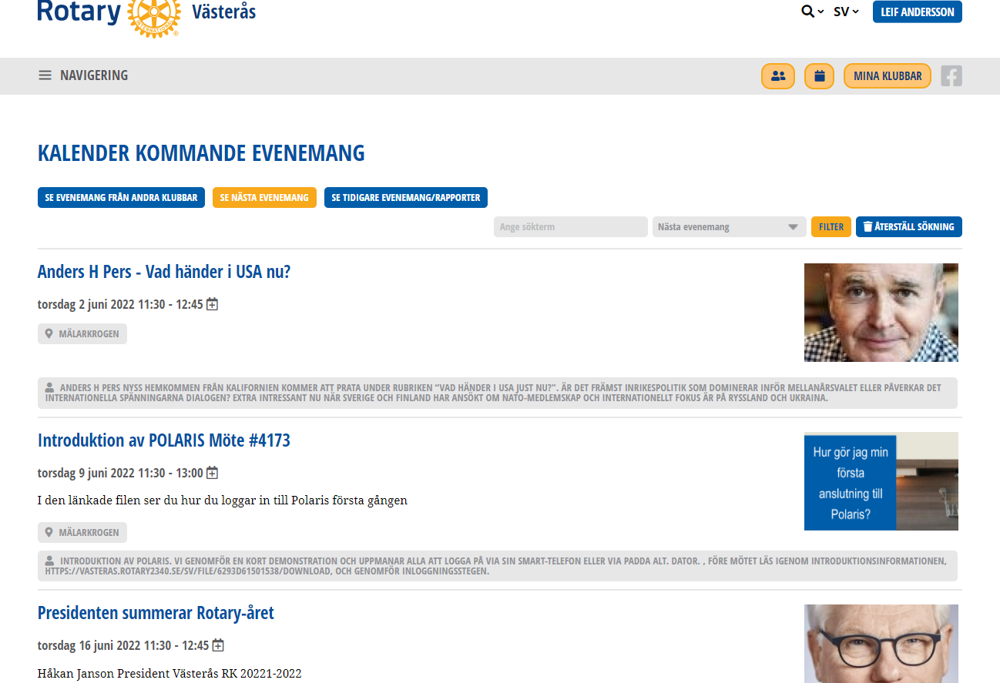 Rotary
INTERNATIONAL
®
Västerås
SV
LEIF ANDERSSON
NAVIGERING
MINA KLUBBAR
KALENDER KOMMANDE EVENEMANG
SE EVENEMANG FRÅN ANDRA KLUBBAR
SE NÄSTA EVENEMANG
SE TIDIGARE EVENEMANG/RAPPORTER
Ange sökterm
Nästa evenemang
FILTER
ÅTERSTÄLL SÖKNING
Anders H Pers - Vad händer i USA nu?
torsdag 2 juni 2022 11:30 - 12:45
MÄLARKROGEN
ANDERS H PERS NYSS HEMKOMMEN FRÅN KALIFORNIEN KOMMER ATT PRATA UNDER RUBRIKEN “VAD HÄNDER I USA JUST NU?”. ÄR DET FRÄMST INRIKESPOLITIK SOM DOMINERAR INFÖR MELLANÅRSVALET ELLER PÅVERKAR DET
INTERNATIONELLA SPÄNNINGARNA DIALOGEN? EXTRA INTRESSANT NU NÄR SVERIGE OCH FINLAND HAR ANSÖKT OM NATO-MEDLEMSKAP OCH INTERNATIONELLT FOKUS ÄR PÅ RYSSLAND OCH UKRAINA.
Introduktion av POLARIS Möte #4173
torsdag 9 juni 2022 11:30 - 13:00
I den länkade filen ser du hur du loggar in till Polaris första gången
Hur gör jag min
första
anslutning till
Polaris?
MÄLARKROGEN
INTRODUKTION AV POLARIS. VI GENOMFÖR EN KORT DEMONSTRATION OCH UPPMANAR ALLA ATT LOGGA PÅ VIA SIN SMART-TELEFON ELLER VIA PADDA ALT. DATOR. , FÖRE MÖTET LÄS IGENOM INTRODUKTIONSINFORMATIONEN,
HTTPS://VASTERAS.ROTARY2340.SE/SV/FILE/6293D61501538/DOWNLOAD, OCH GENOMFÖR INLOGGNINGSSTEGEN.
Presidenten summerar Rotary-året
torsdag 16 juni 2022 11:30 - 12:45
Håkan Janson President Västerås RK 20221-2022